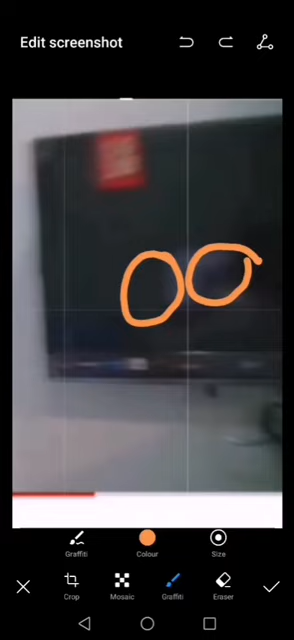 Edit screenshot
Graffiti
Colour
Size
Crop
Mosaic
Graffiti
Eraser